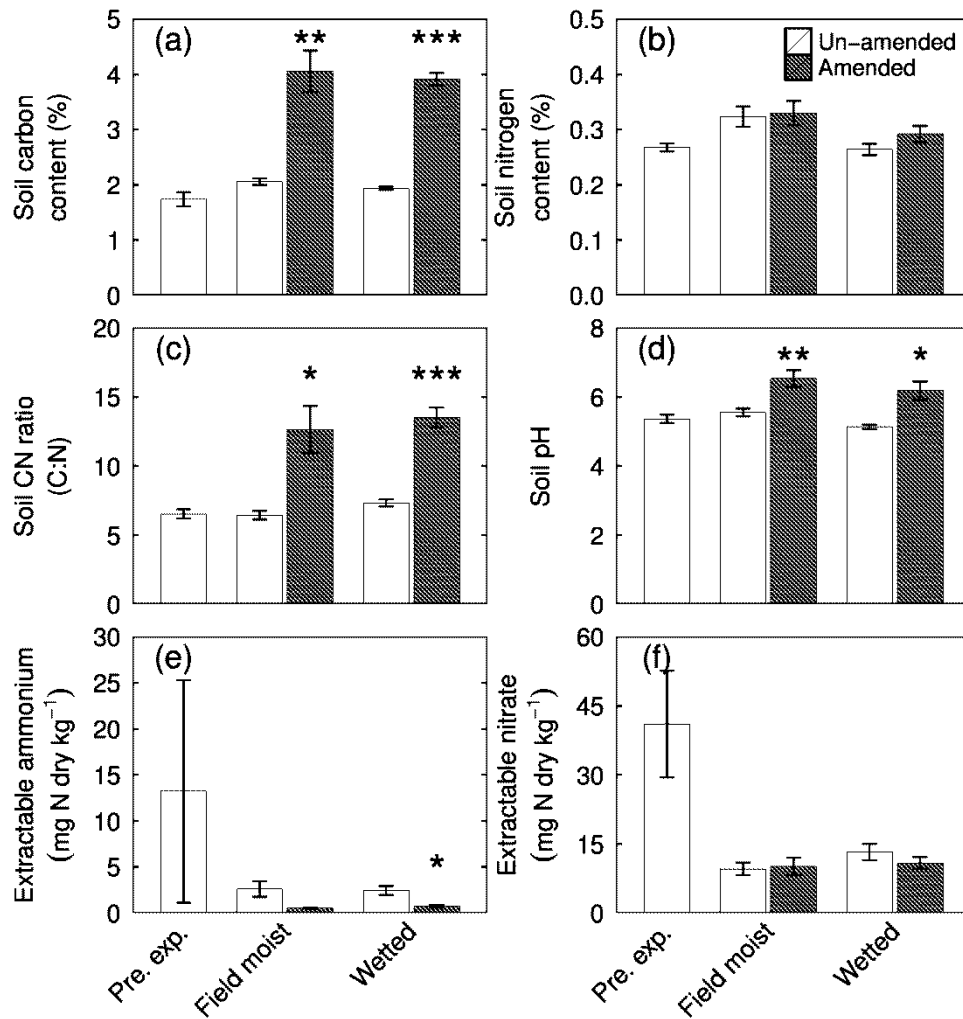 (a)
**
***
Soil carbon
content (%)
5
4
3
2
1
0
(b)
Un-amended
Amended
Soil nitrogen
content (%)
0.5
0.4
0.3
0.2
0.1
0.0
(c)
*
***
Soil CN ratio
(C:N)
20
15
10
5
0
(d)
**
*
Soil pH
8
6
4
2
0
(e)
*
Extractable ammonium
(mg N dry kg⁻¹)
30
25
20
15
10
5
0
Pre. exp.
Field moist
Wetted
(f)
Extractable nitrate
(mg N dry kg⁻¹)
60
45
30
15
0
Pre. exp.
Field moist
Wetted